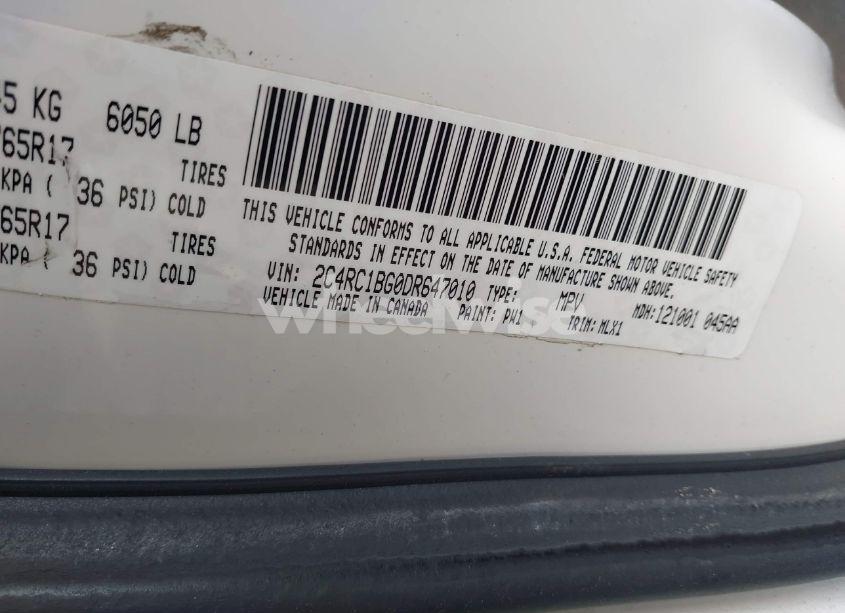 45 KG 6050 LB
/65R17 TIRES
KPA ( 36 PSI) COLD
65R17 TIRES
KPA ( 36 PSI) COLD
THIS VEHICLE CONFORMS TO ALL APPLICABLE U.S.A. FEDERAL MOTOR VEHICLE SAFETY
STANDARDS IN EFFECT ON THE DATE OF MANUFACTURE SHOWN ABOVE.
VIN: 2C4RC1BG0DR647010 TYPE: MPV MDH:121001 045AA
VEHICLE MADE IN CANADA PAINT: PW1 TRIM:MLX1
wheelwise